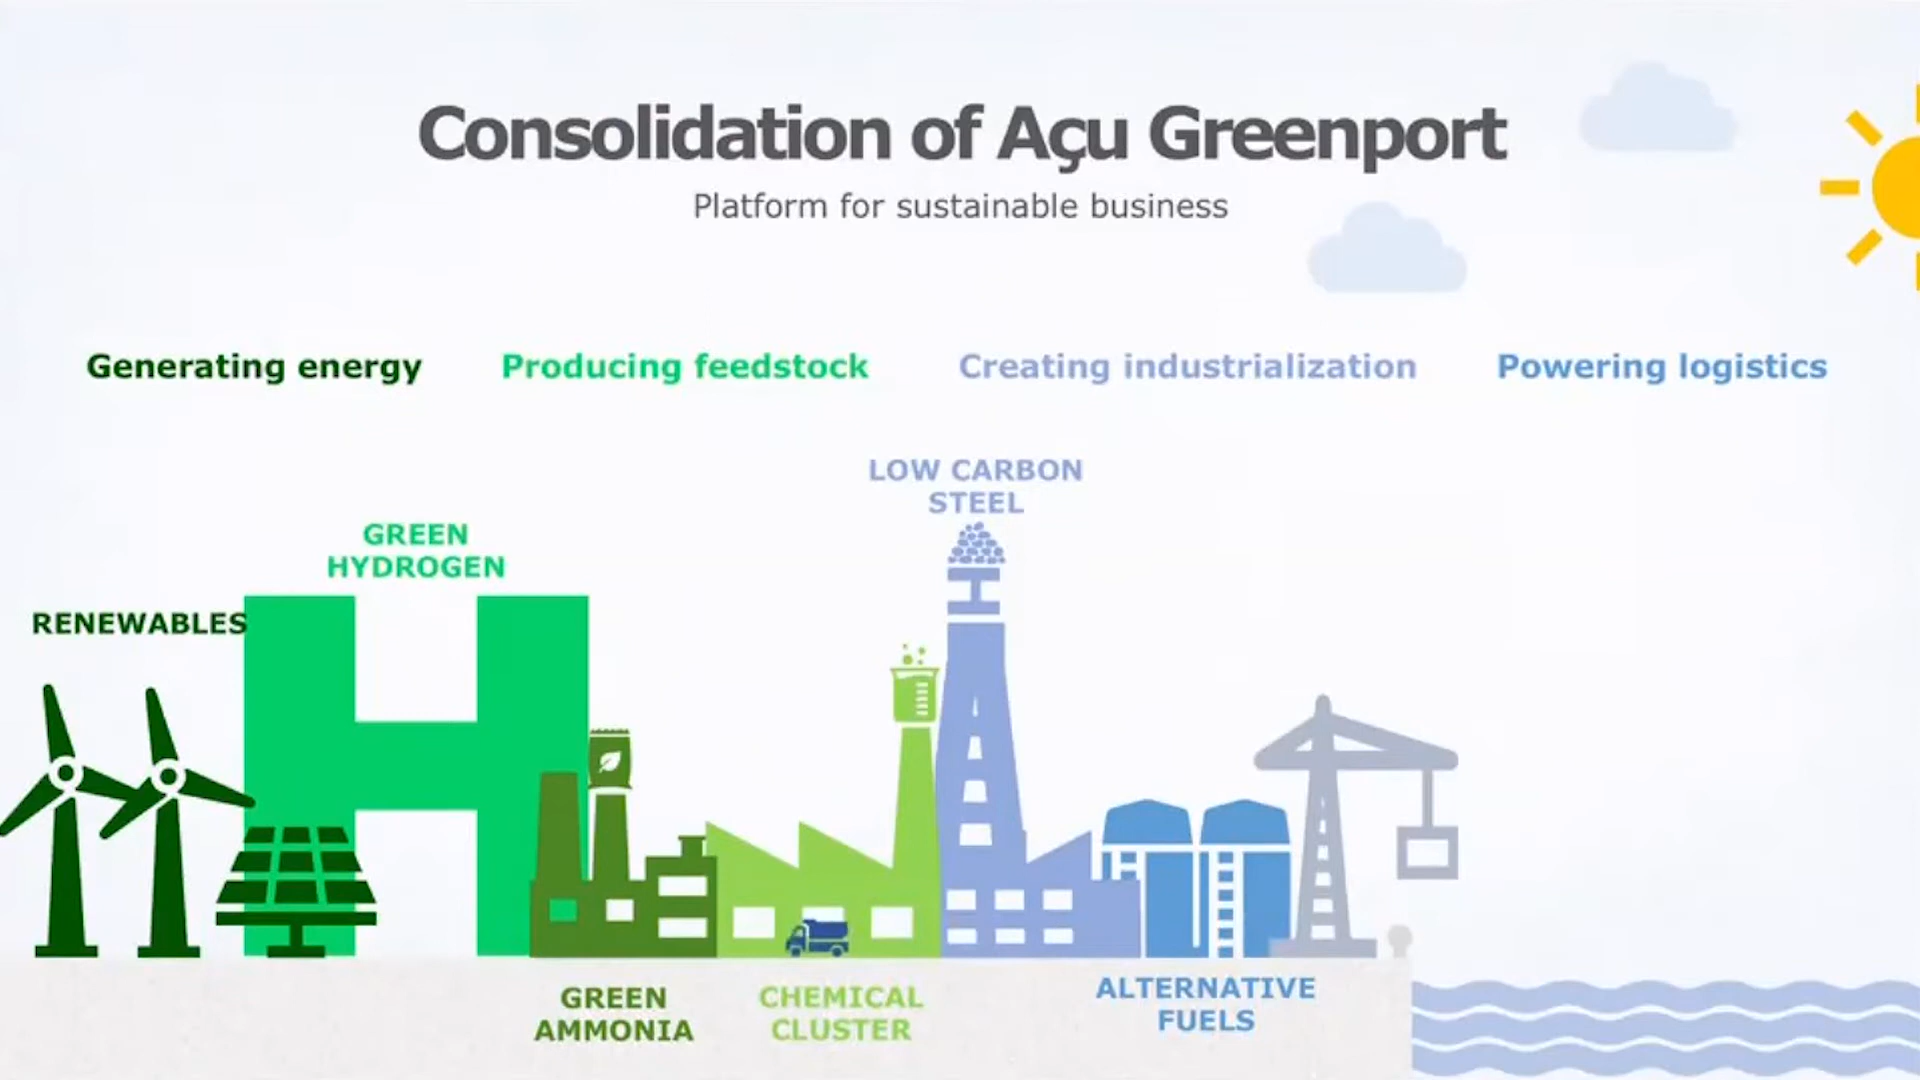 Consolidation of Açu Greenport
Platform for sustainable business
Generating energy
Producing feedstock
Creating industrialization
Powering logistics
LOW CARBON
STEEL
GREEN
HYDROGEN
RENEWABLES
GREEN
AMMONIA
CHEMICAL
CLUSTER
ALTERNATIVE
FUELS